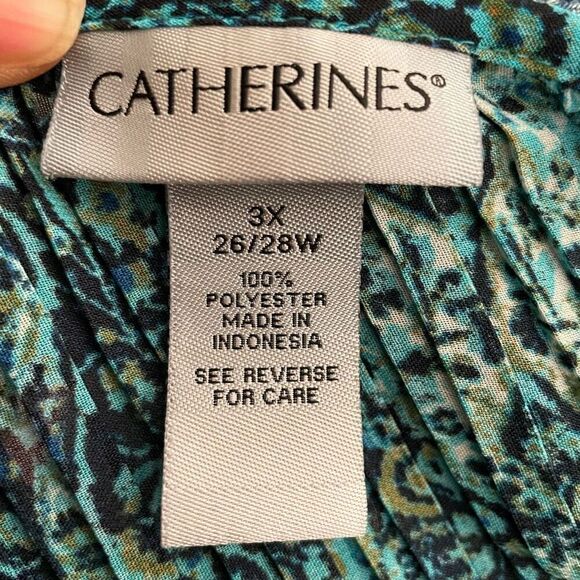 CATHERINES®
3X
26/28W
100%
POLYESTER
MADE IN
INDONESIA
SEE REVERSE
FOR CARE